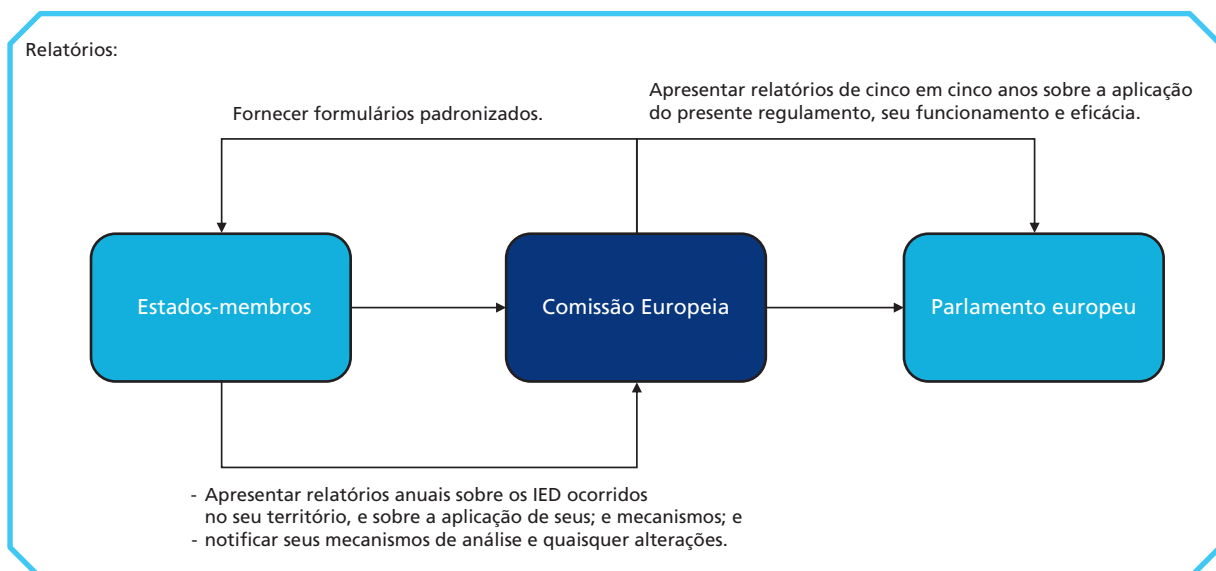 Relatórios:
Fornecer formulários padronizados.
Apresentar relatórios de cinco em cinco anos sobre a aplicação
do presente regulamento, seu funcionamento e eficácia.
Estados-membros
Comissão Europeia
Parlamento europeu
- Apresentar relatórios anuais sobre os IED ocorridos
no seu território, e sobre a aplicação de seus; e mecanismos; e
- notificar seus mecanismos de análise e quaisquer alterações.